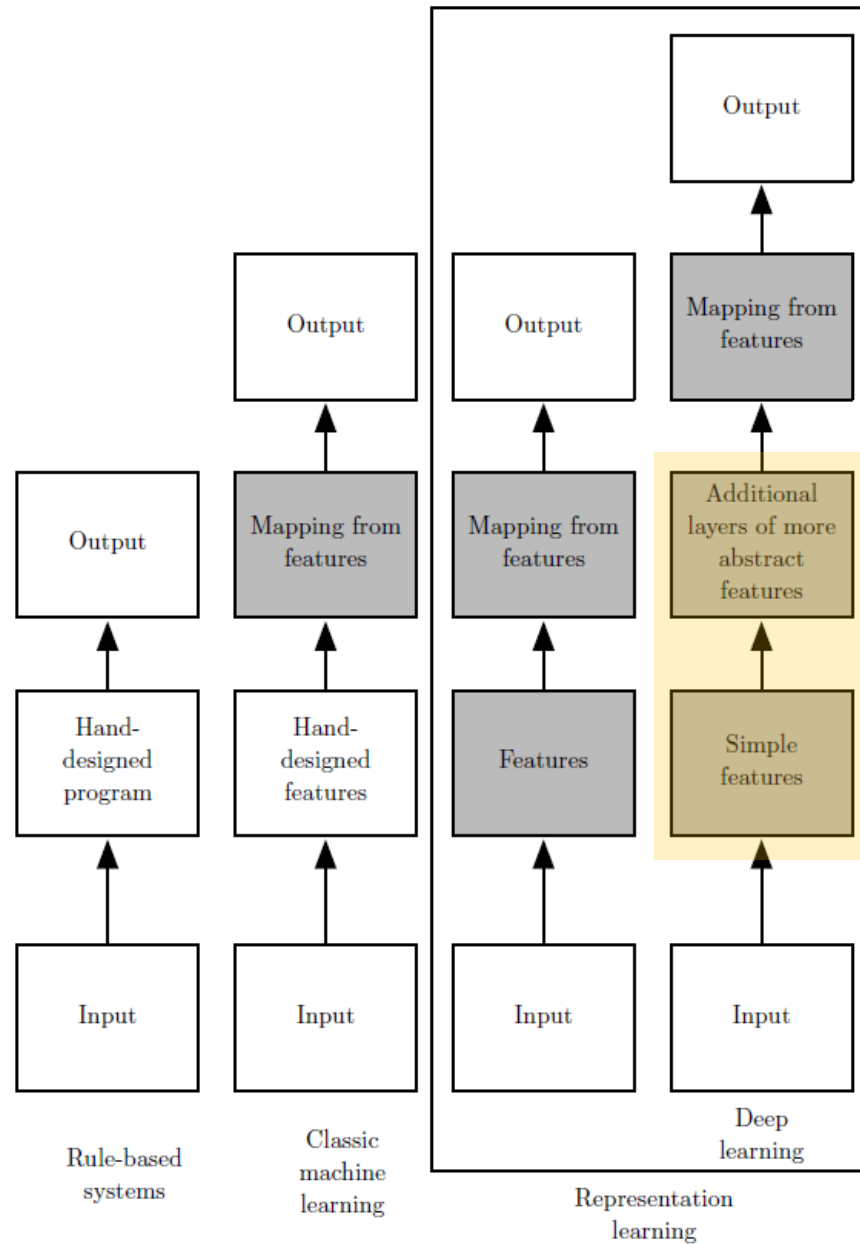 Output
Output
Output
Mapping from
features
Output
Mapping from
features
Mapping from
features
Additional
layers of more
abstract
features
Hand-
designed
program
Hand-
designed
features
Features
Simple
features
Input
Input
Input
Input
Rule-based
systems
Classic
machine
learning
Deep
learning
Representation
learning